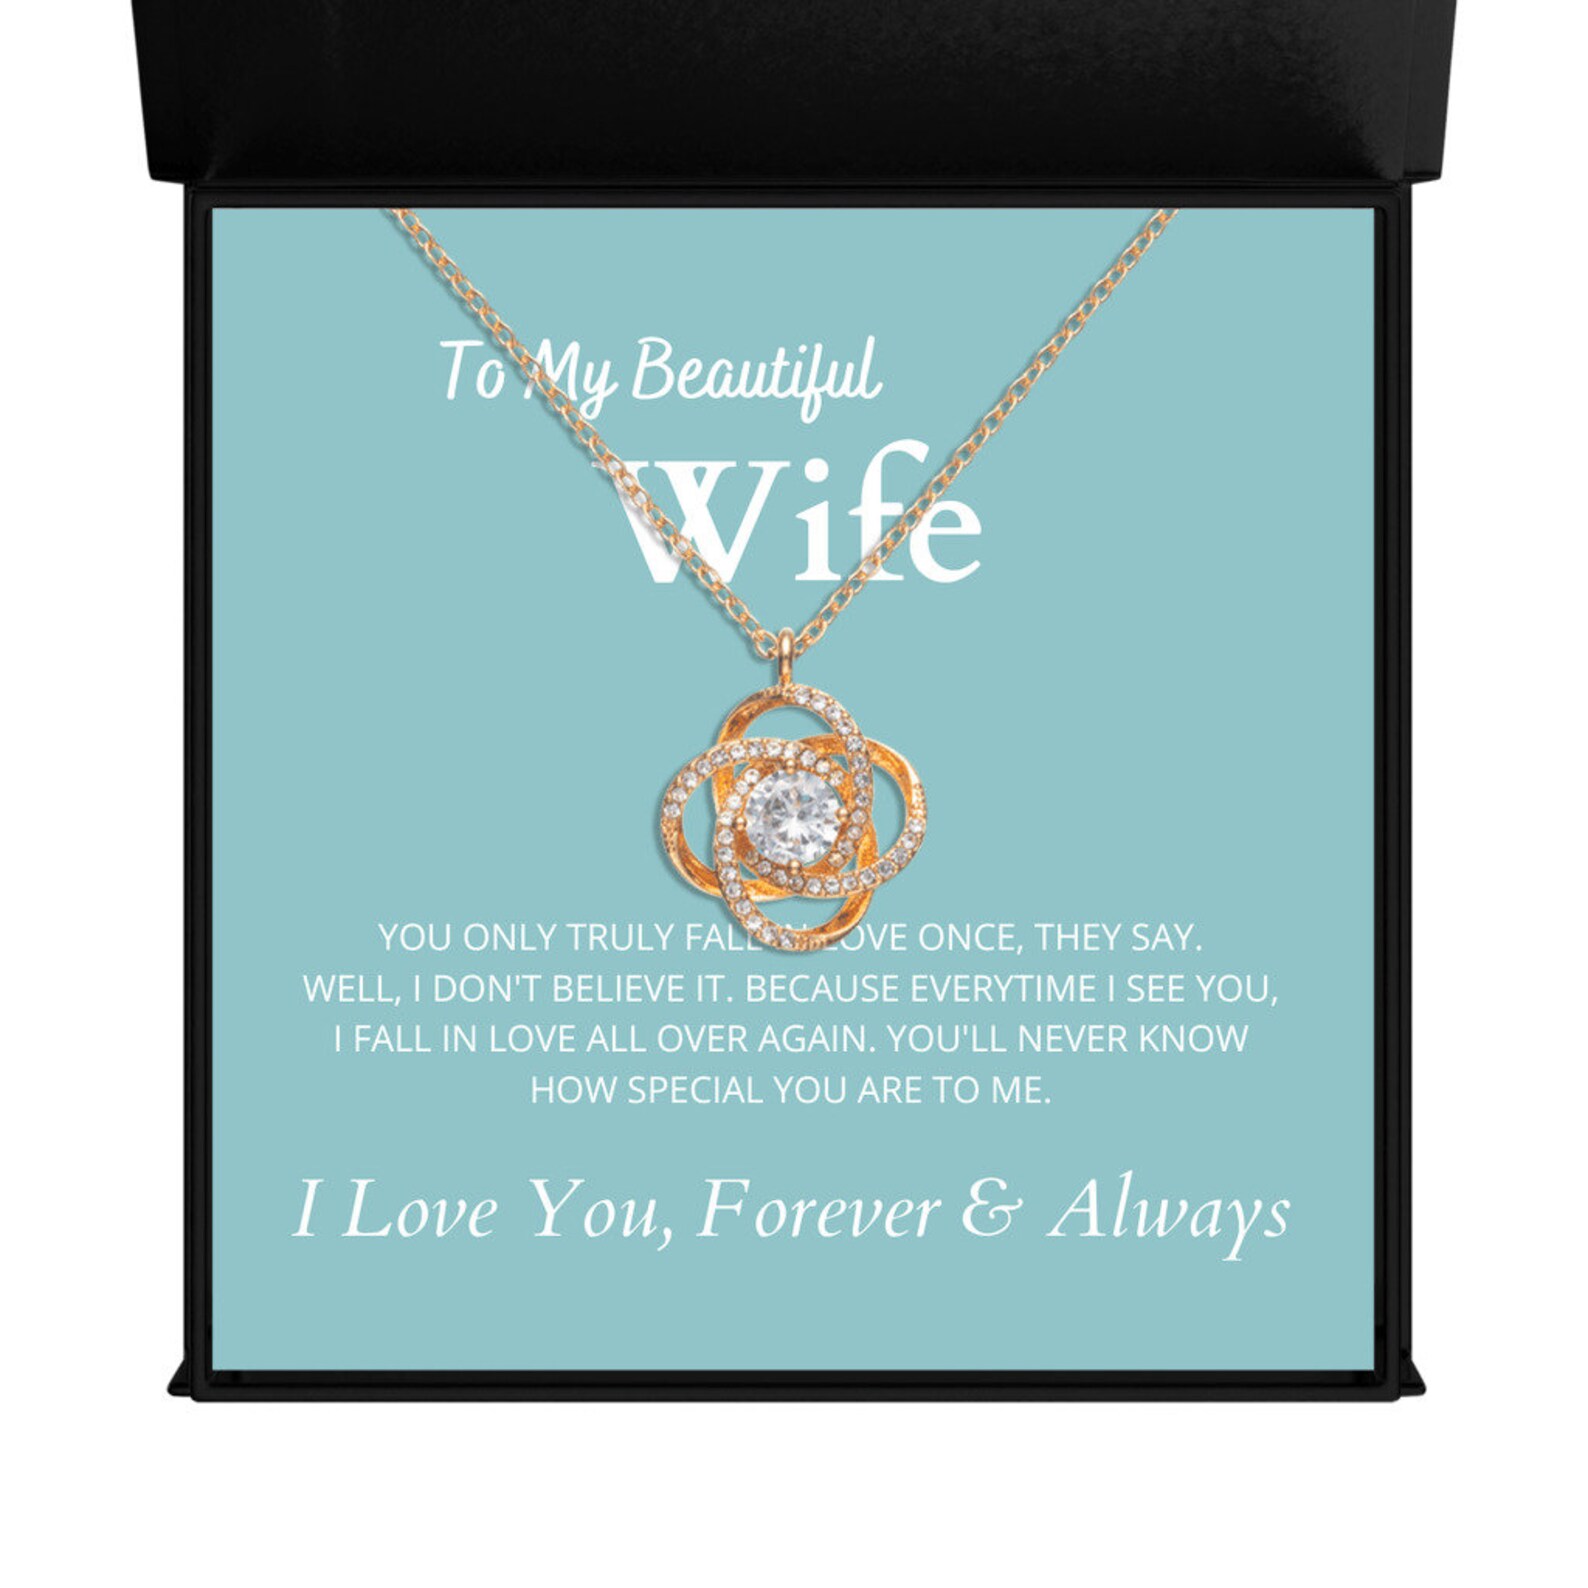 To My Beautiful
Wife
YOU ONLY TRULY FALL IN LOVE ONCE, THEY SAY.
WELL, I DON'T BELIEVE IT. BECAUSE EVERYTIME I SEE YOU,
I FALL IN LOVE ALL OVER AGAIN. YOU'LL NEVER KNOW
HOW SPECIAL YOU ARE TO ME.
I Love You, Forever & Always